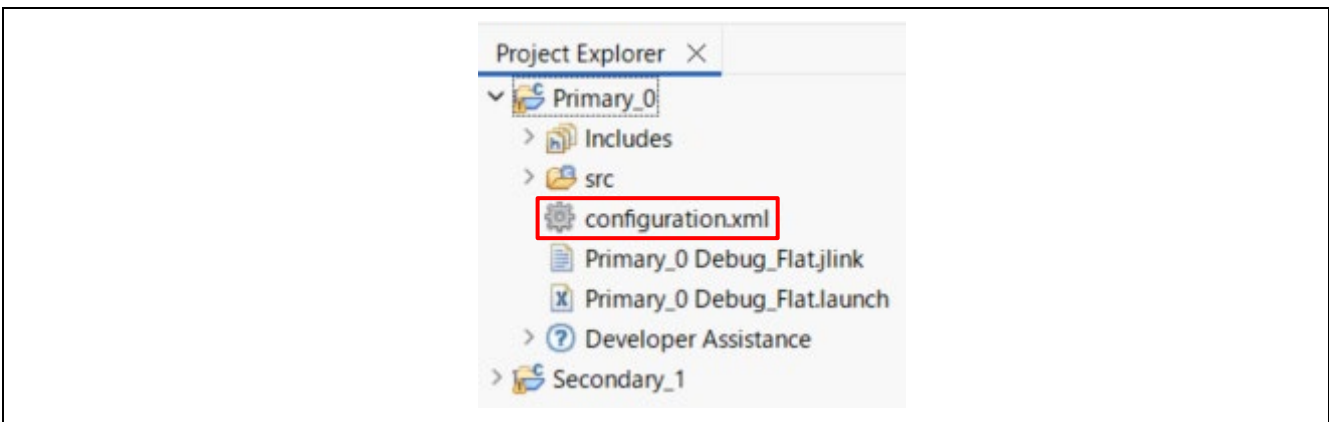 Project Explorer
Primary_0
Includes
src
configuration.xml
Primary_0 Debug_Flat.jlink
Primary_0 Debug_Flat.launch
Developer Assistance
Secondary_1